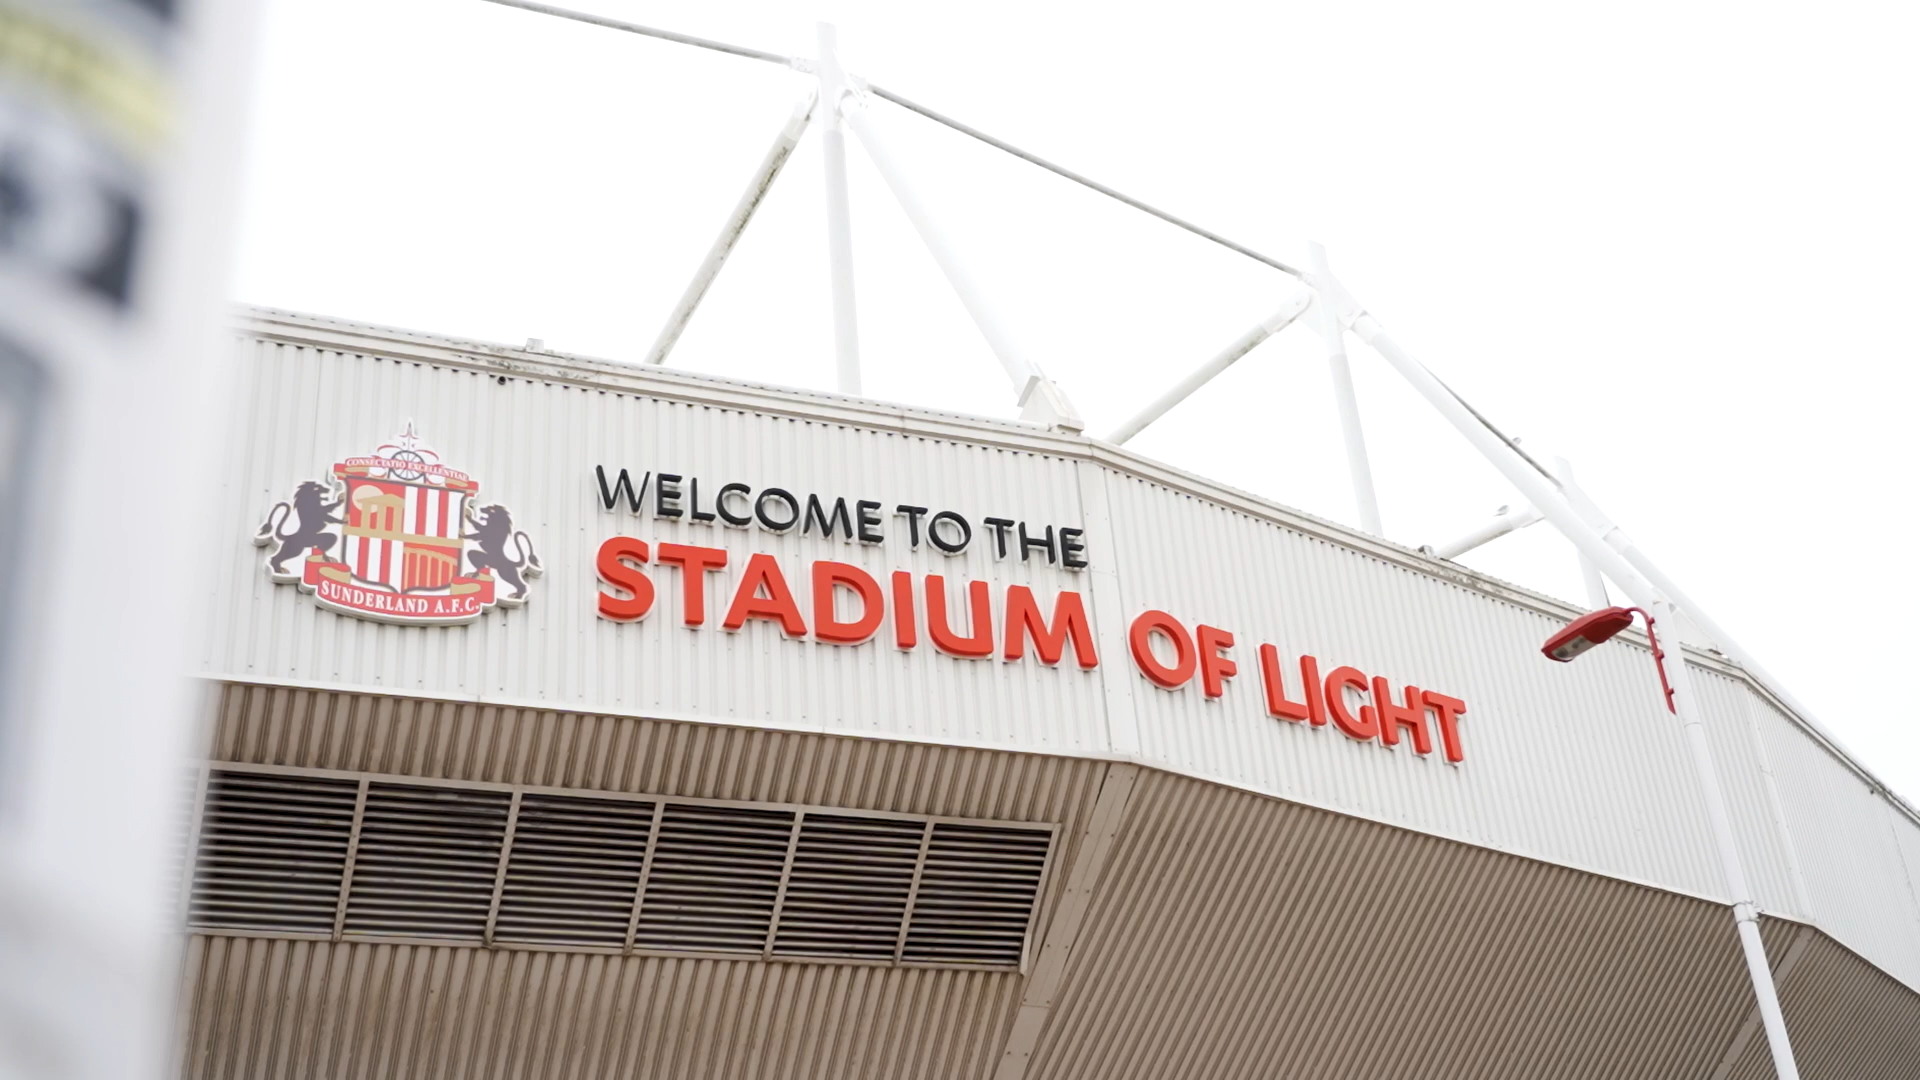 CONSECTATIO EXCELLENTIAE
SUNDERLAND A.F.C.
WELCOME TO THE
STADIUM OF LIGHT